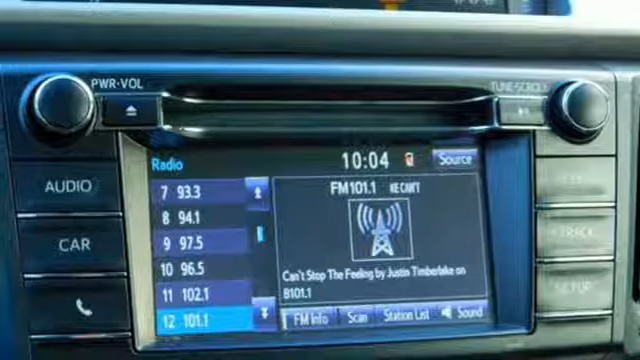 PWR·VOL
TUNE·SCROLL
Radio
10:04
Source
7 93.3
8 94.1
9 97.5
10 96.5
11 102.1
12 101.1
FM101.1
Can't Stop The Feeling by Justin Timberlake on
B101.1
FM Info
Scan
Station List
Sound
AUDIO
CAR
TRACK
SETUP